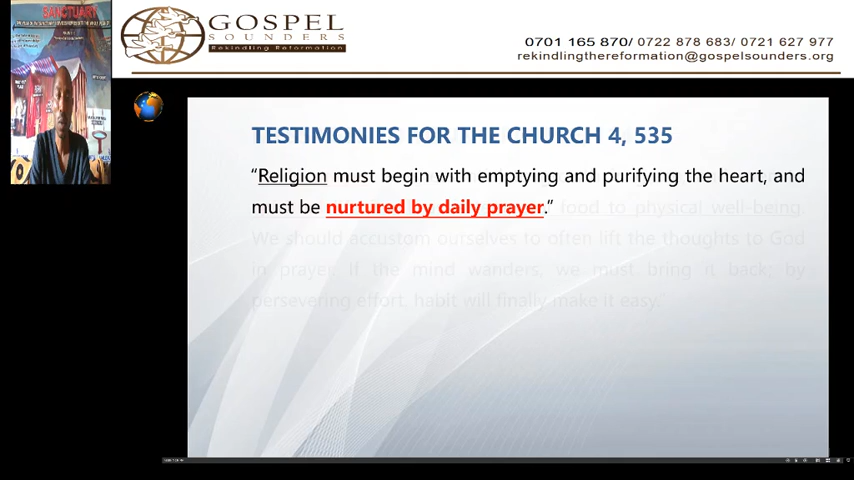 SANCTUARY
GOSPEL
SOUNDERS
Rekindling Reformation
0701 165 870/ 0722 878 683/ 0721 627 977
rekindlingthereformation@gospelsounders.org
TESTIMONIES FOR THE CHURCH 4, 535
“Religion must begin with emptying and purifying the heart, and
must be nurtured by daily prayer.” food to physical well-being.
We should accustom ourselves to often lift the thoughts to God
in prayer. If the mind wanders, we must bring it back; by
persevering effort, habit will finally make it easy.